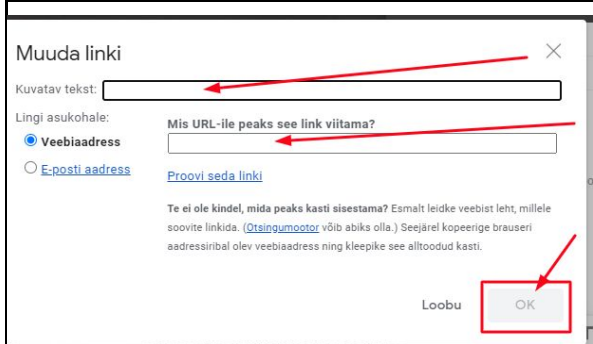 Muuda linki
Kuvatav tekst:
Lingi asukohale:
Veebiaadress
E-posti aadress
Mis URL-ile peaks see link viitama?
Proovi seda linki
Te ei ole kindel, mida peaks kasti sisestama? Esmalt leidke veebist leht, millele
soovite linkida. (Otsingumootor võib abiks olla.) Seejärel kopeerige brauseri
aadressiribal olev veebiaadress ning kleepike see alltoodud kasti.
Loobu
OK